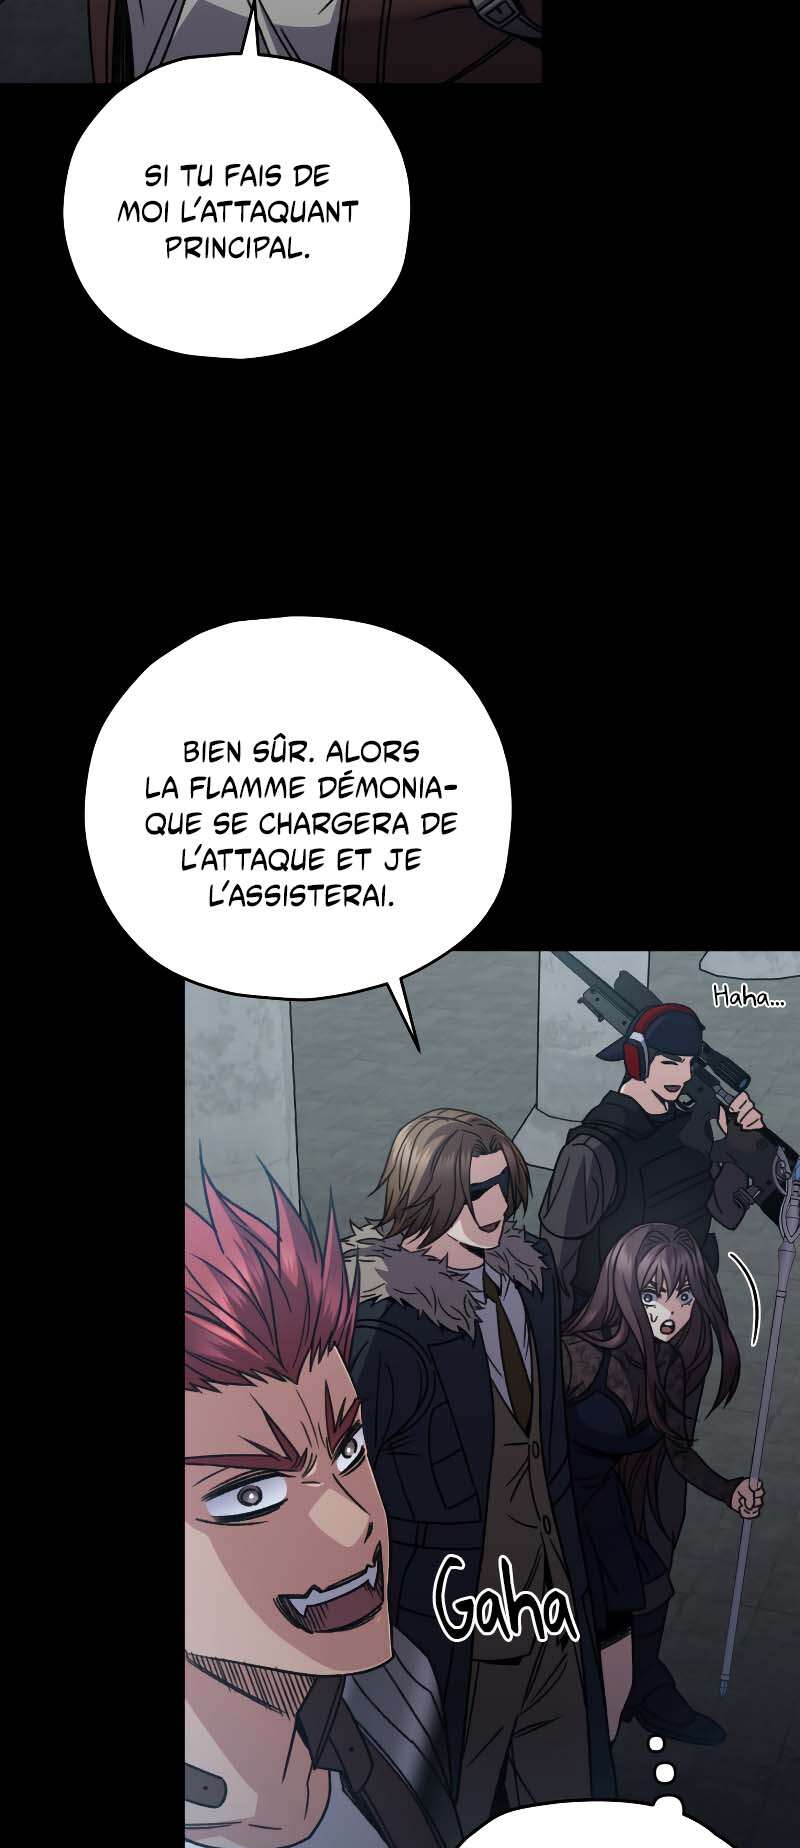 SI TU FAIS DE
MOI L'ATTAQUANT
PRINCIPAL.
BIEN SÛR. ALORS
LA FLAMME DÉMONIA-
QUE SE CHARGERA DE
L'ATTAQUE ET JE
L'ASSISTERAI.
Haha...
Gaha